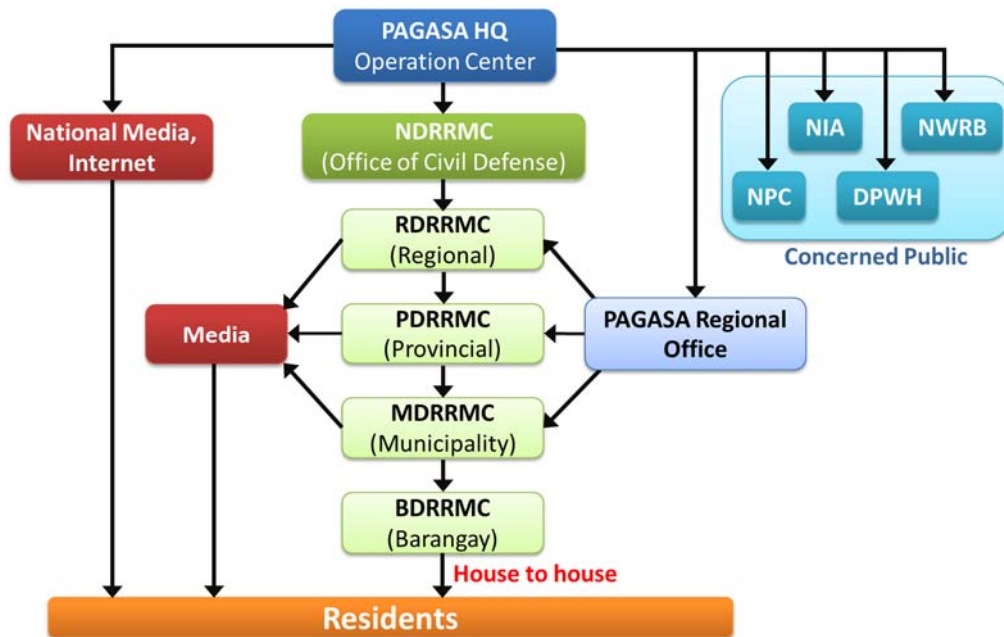 PAGASA HQ
Operation Center
National Media,
Internet
NDRRMC
(Office of Civil Defense)
NIA
NWRB
NPC
DPWH
Concerned Public
RDRRMC
(Regional)
Media
PDRRMC
(Provincial)
PAGASA Regional
Office
MDRRMC
(Municipality)
BDRRMC
(Barangay)
House to house
Residents